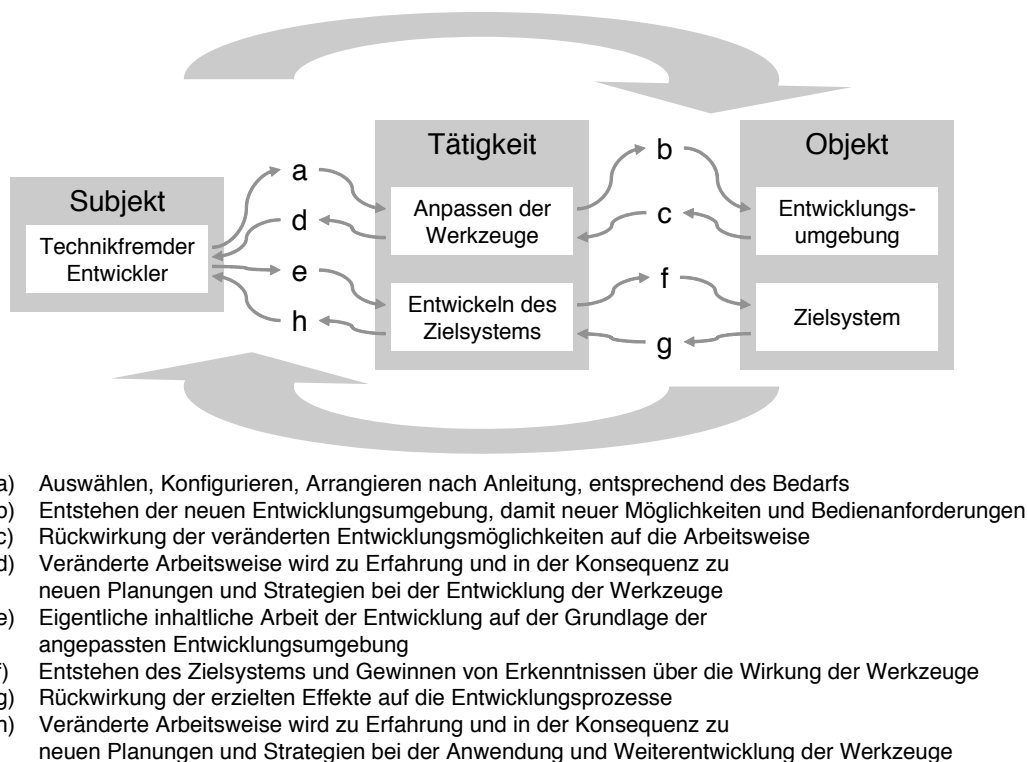 Subjekt
Technikfremder
Entwickler
a
d
e
h
Tätigkeit
Anpassen der
Werkzeuge
Entwickeln des
Zielsystems
b
c
f
g
Objekt
Entwicklungs-
umgebung
Zielsystem
a) Auswählen, Konfigurieren, Arrangieren nach Anleitung, entsprechend des Bedarfs
b) Entstehen der neuen Entwicklungsumgebung, damit neuer Möglichkeiten und Bedienanforderungen
c) Rückwirkung der veränderten Entwicklungsmöglichkeiten auf die Arbeitsweise
d) Veränderte Arbeitsweise wird zu Erfahrung und in der Konsequenz zu
neuen Planungen und Strategien bei der Entwicklung der Werkzeuge
e) Eigentliche inhaltliche Arbeit der Entwicklung auf der Grundlage der
angepassten Entwicklungsumgebung
f) Entstehen des Zielsystems und Gewinnen von Erkenntnissen über die Wirkung der Werkzeuge
g) Rückwirkung der erzielten Effekte auf die Entwicklungsprozesse
h) Veränderte Arbeitsweise wird zu Erfahrung und in der Konsequenz zu
neuen Planungen und Strategien bei der Anwendung und Weiterentwicklung der Werkzeuge